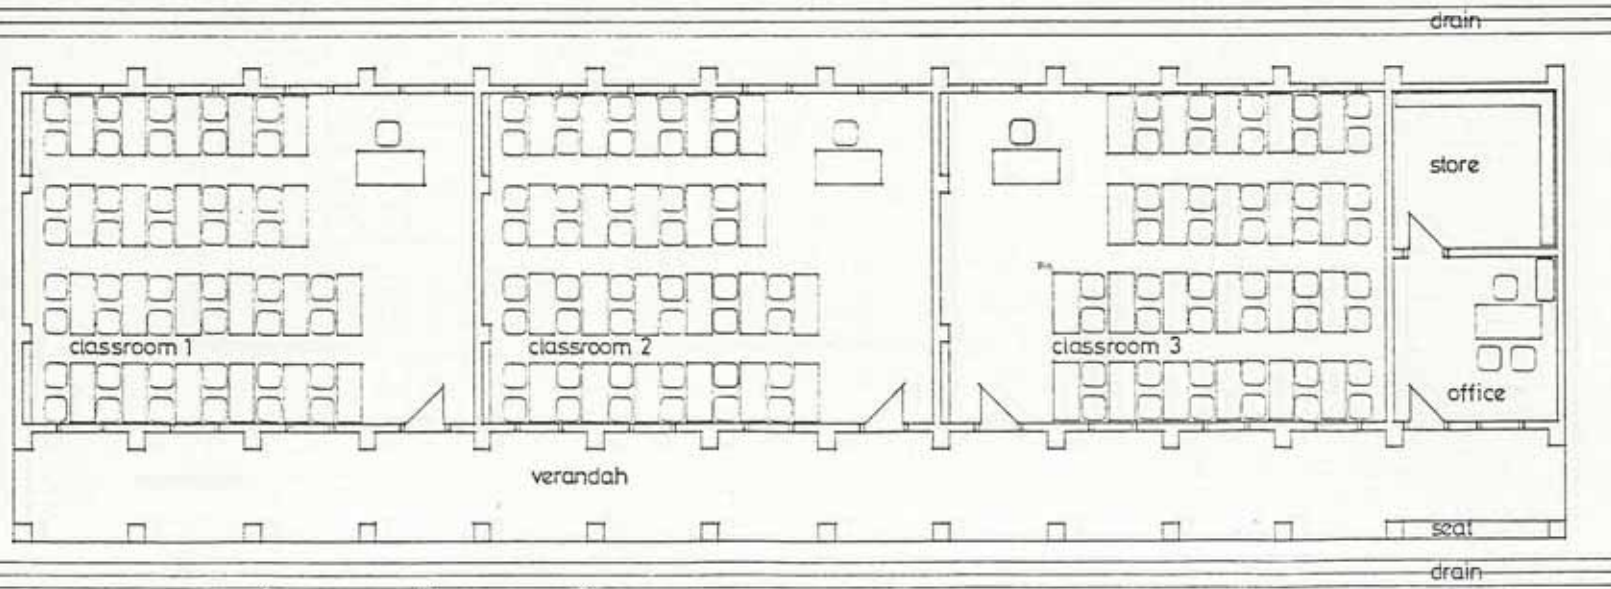 drain
store
classroom 1
classroom 2
classroom 3
office
verandah
seat
drain